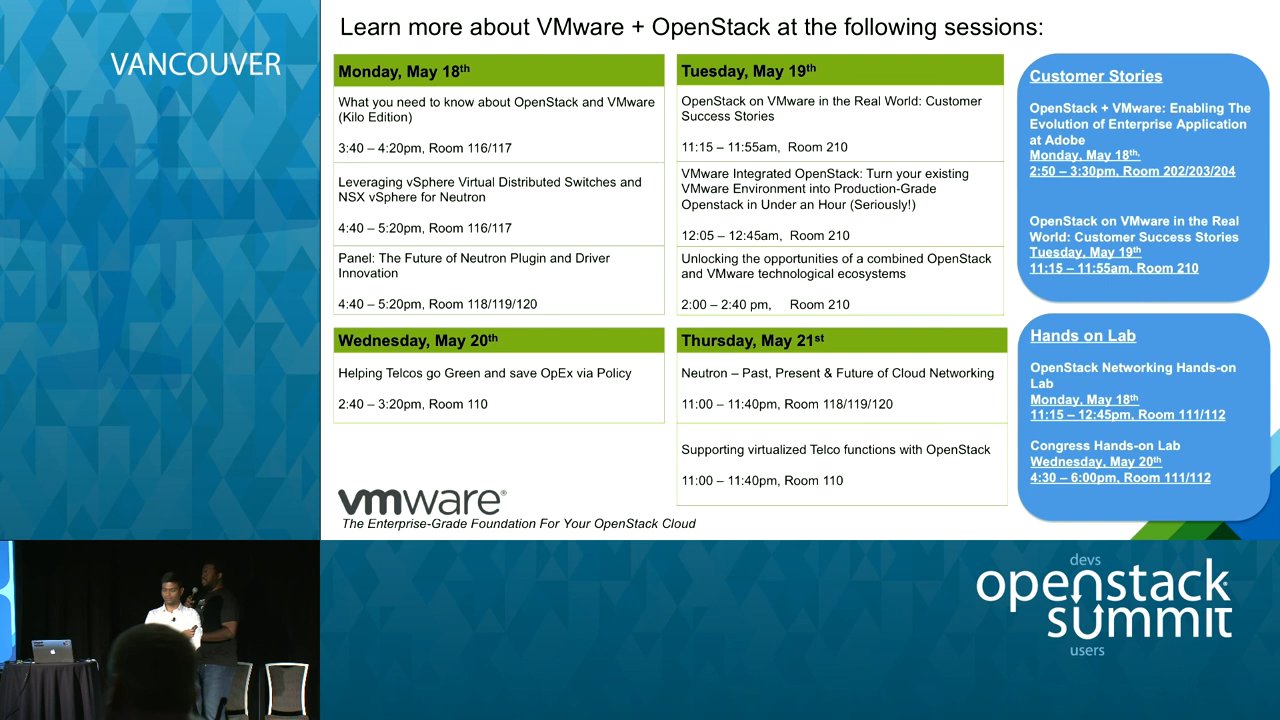 VANCOUVER
Learn more about VMware + OpenStack at the following sessions:
Monday, May 18th
What you need to know about OpenStack and VMware
(Kilo Edition)
3:40 – 4:20pm, Room 116/117
Leveraging vSphere Virtual Distributed Switches and
NSX vSphere for Neutron
4:40 – 5:20pm, Room 116/117
Panel: The Future of Neutron Plugin and Driver
Innovation
4:40 – 5:20pm, Room 118/119/120
Tuesday, May 19th
OpenStack on VMware in the Real World: Customer
Success Stories
11:15 – 11:55am, Room 210
VMware Integrated OpenStack: Turn your existing
VMware Environment into Production-Grade
Openstack in Under an Hour (Seriously!)
12:05 – 12:45am, Room 210
Unlocking the opportunities of a combined OpenStack
and VMware technological ecosystems
2:00 – 2:40 pm, Room 210
Wednesday, May 20th
Helping Telcos go Green and save OpEx via Policy
2:40 – 3:20pm, Room 110
Thursday, May 21st
Neutron – Past, Present & Future of Cloud Networking
11:00 – 11:40pm, Room 118/119/120
Supporting virtualized Telco functions with OpenStack
11:00 – 11:40pm, Room 110
Customer Stories
OpenStack + VMware: Enabling The
Evolution of Enterprise Application
at Adobe
Monday, May 18th,
2:50 – 3:30pm, Room 202/203/204
OpenStack on VMware in the Real
World: Customer Success Stories
Tuesday, May 19th
11:15 – 11:55am, Room 210
Hands on Lab
OpenStack Networking Hands-on
Lab
Monday, May 18th
11:15 – 12:45pm, Room 111/112
Congress Hands-on Lab
Wednesday, May 20th
4:30 – 6:00pm, Room 111/112
vmware®
The Enterprise-Grade Foundation For Your OpenStack Cloud
devs
openstack
summit
users